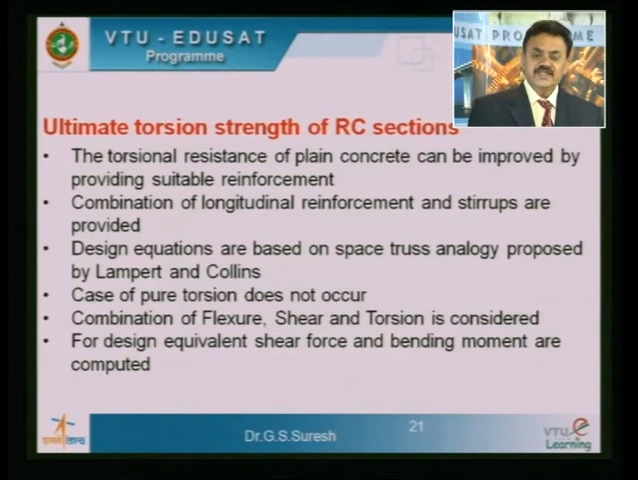 VTU - EDUSAT
Programme
USAT PRO MME
Ultimate torsion strength of RC sections
• The torsional resistance of plain concrete can be improved by
providing suitable reinforcement
• Combination of longitudinal reinforcement and stirrups are
provided
• Design equations are based on space truss analogy proposed
by Lampert and Collins
• Case of pure torsion does not occur
• Combination of Flexure, Shear and Torsion is considered
• For design equivalent shear force and bending moment are
computed
Dr.G.S.Suresh
21
VTU e
Learning